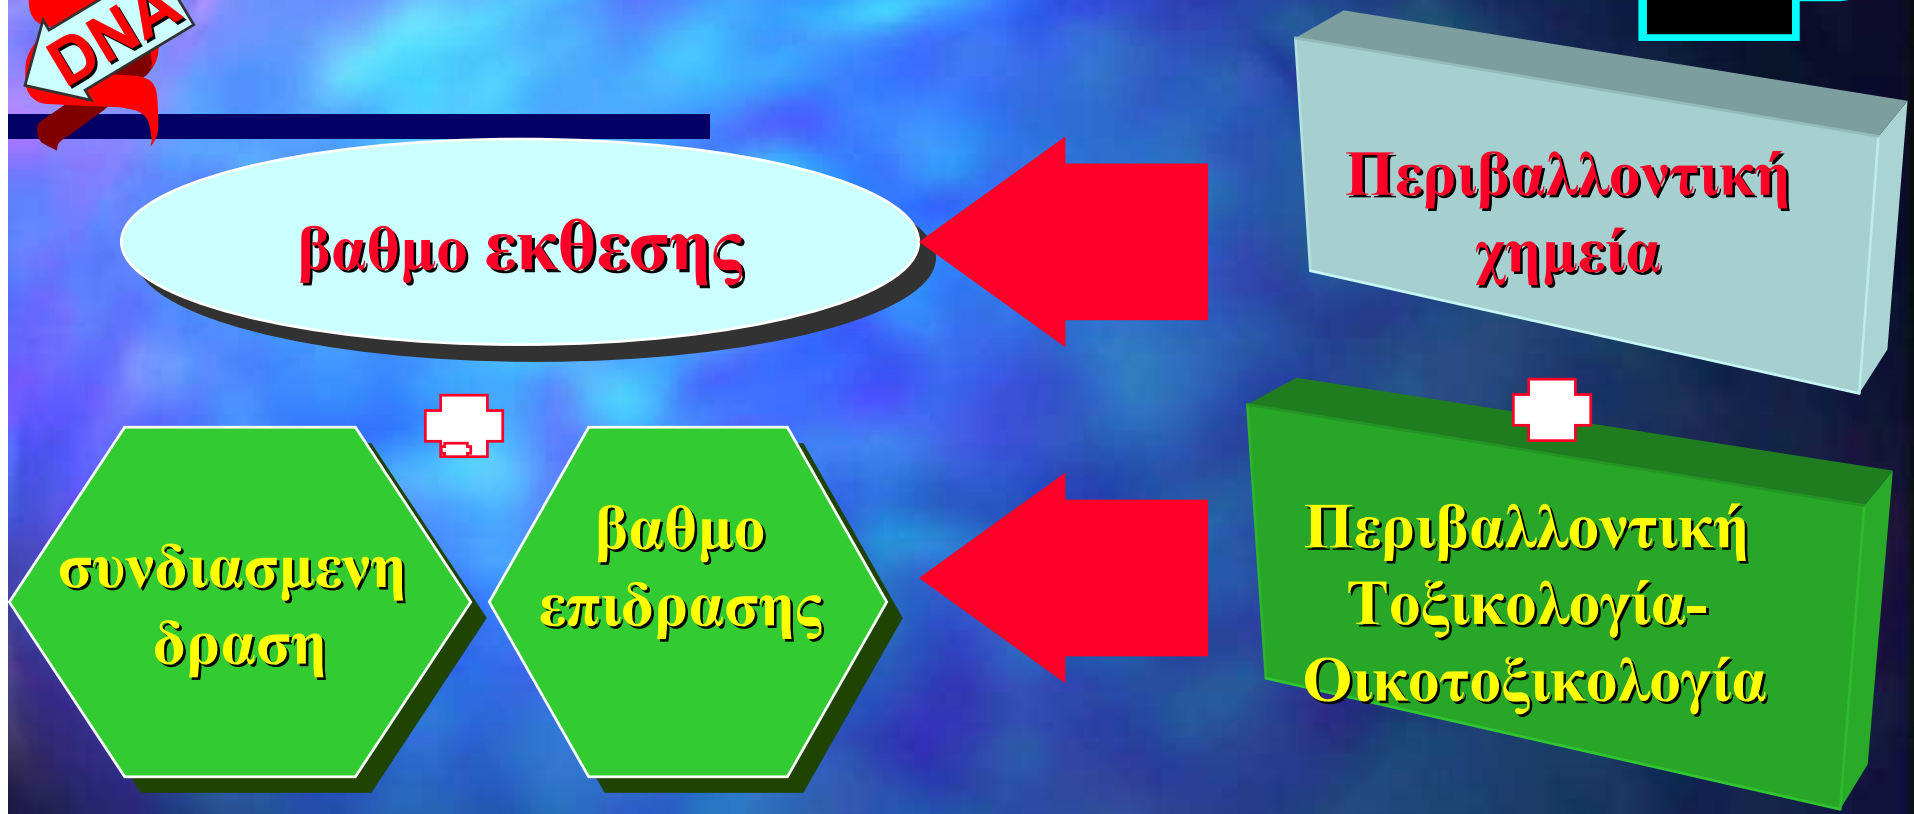 DNA
βαθμο εκθεσης
Περιβαλλοντική
χημεία
συνδιασμενη
δραση
βαθμο
επιδρασης
Περιβαλλοντική
Τοξικολογία-
Οικοτοξικολογία